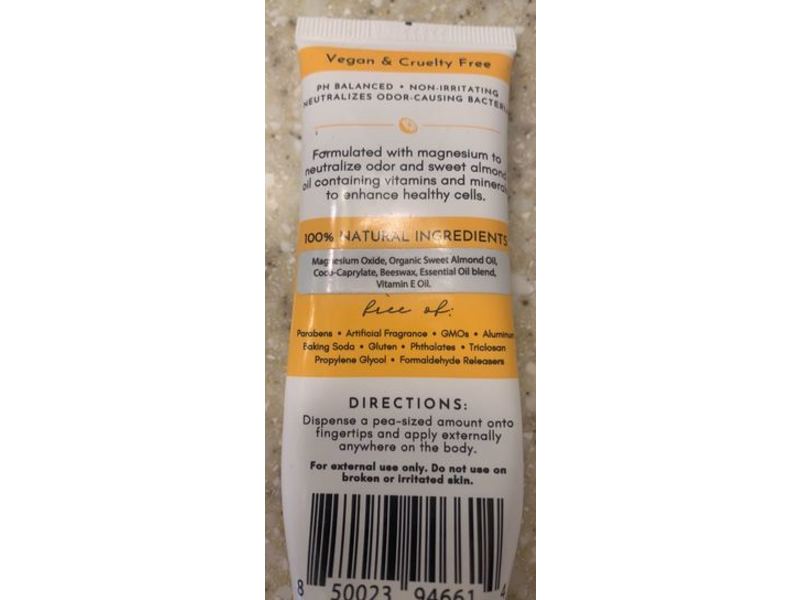 Vegan & Cruelty Free
PH BALANCED • NON-IRRITATING
NEUTRALIZES ODOR-CAUSING BACTERI
Formulated with magnesium to
neutralize odor and sweet almond
oil containing vitamins and minerals
to enhance healthy cells.
100% NATURAL INGREDIENTS
Magnesium Oxide, Organic Sweet Almond Oil,
Coco-Caprylate, Beeswax, Essential Oil blend,
Vitamin E Oil.
free of:
Parabens • Artificial Fragrance • GMOs • Aluminum
Baking Soda • Gluten • Phthalates • Triclosan
Propylene Glycol • Formaldehyde Releasers
DIRECTIONS:
Dispense a pea-sized amount onto
fingertips and apply externally
anywhere on the body.
For external use only. Do not use on
broken or irritated skin.
8 50023 94661 4